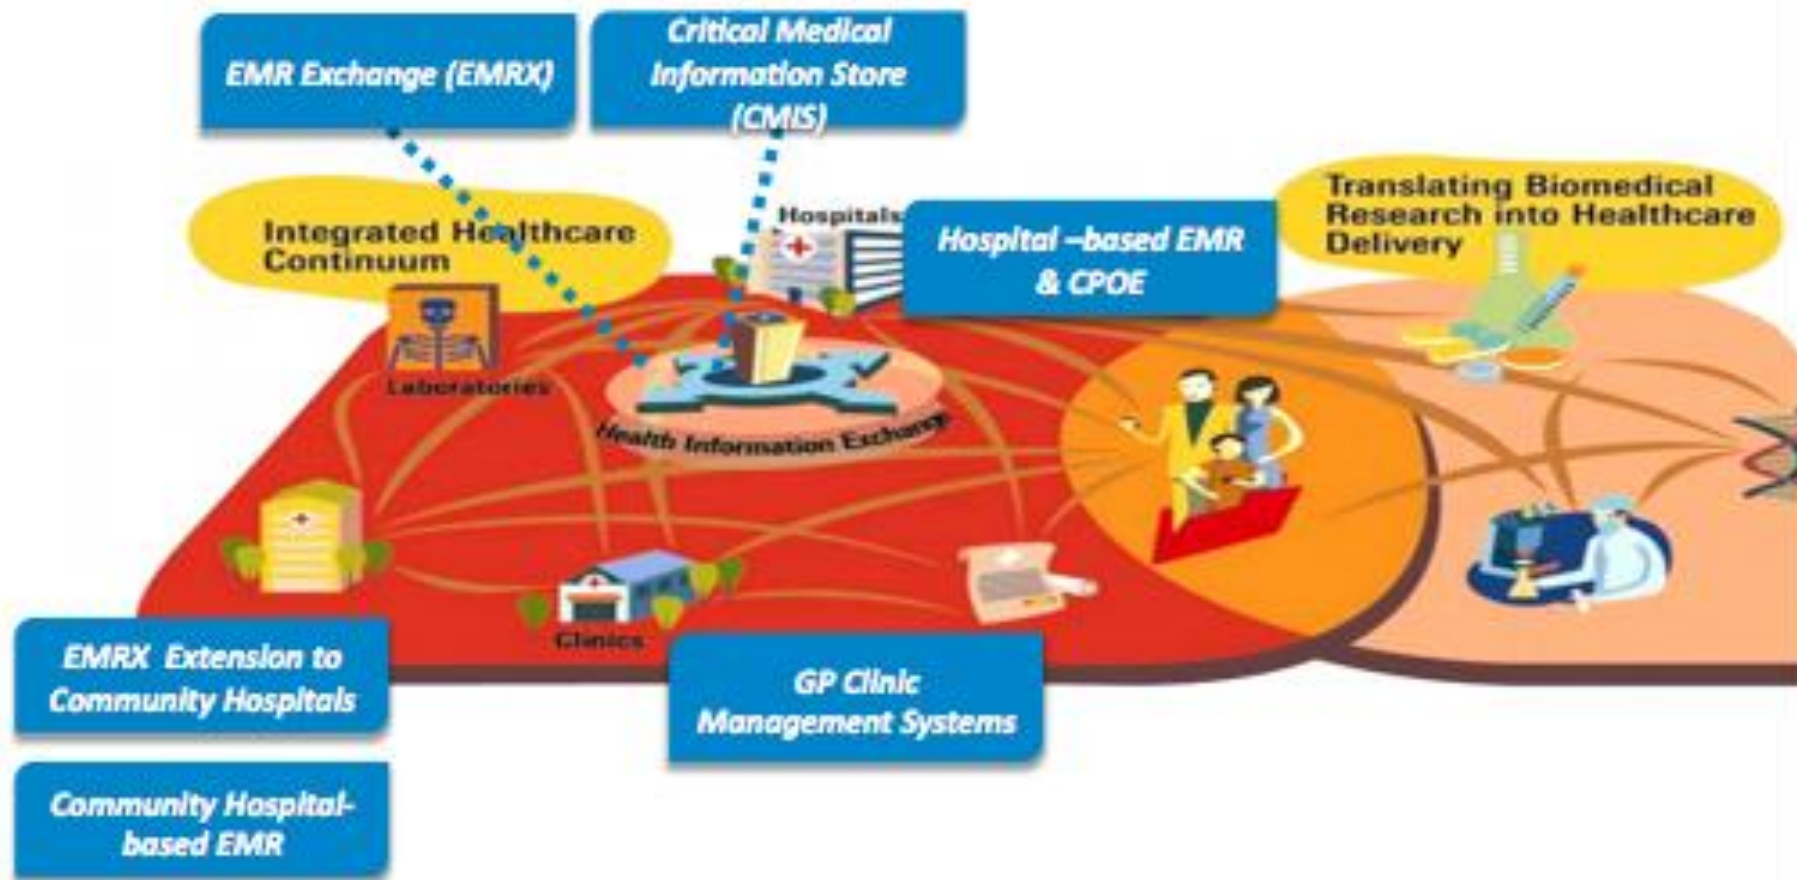 EMR Exchange (EMRX)
Critical Medical
Information Store
(CMIS)
Integrated Healthcare
Continuum
Hospitals
Hospital –based EMR
& CPOE
Translating Biomedical
Research into Healthcare
Delivery
Laboratories
Health Information Exchange
Clinics
EMRX Extension to
Community Hospitals
GP Clinic
Management Systems
Community Hospital-
based EMR